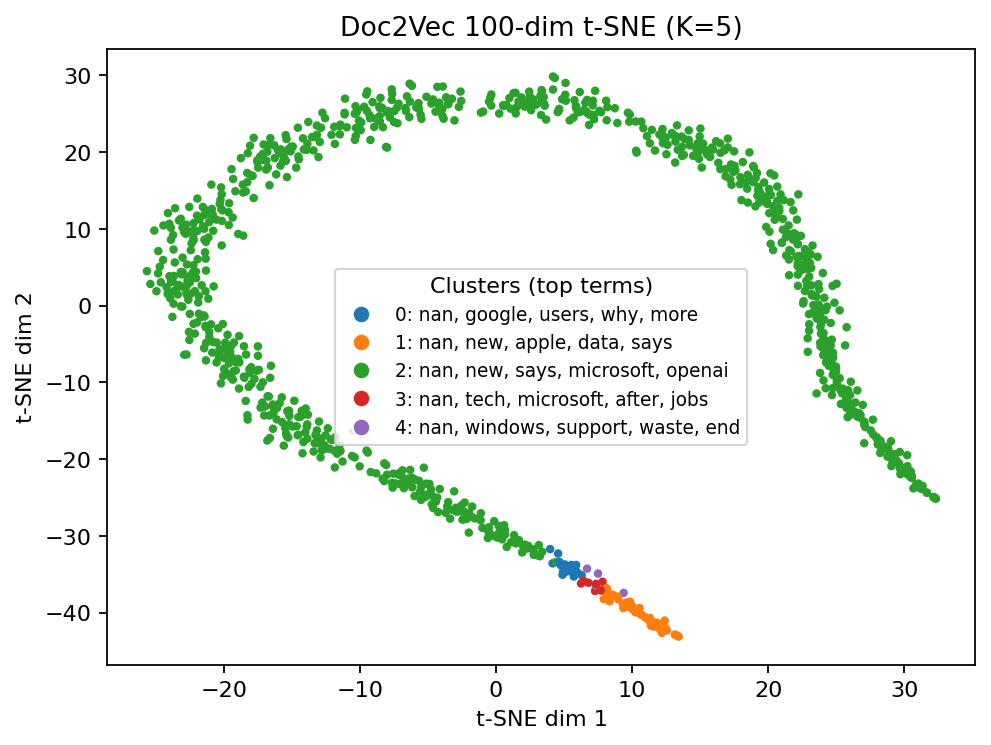 Doc2Vec 100-dim t-SNE (K=5)
30
20
10
0
−10
−20
−30
−40
t-SNE dim 2
Clusters (top terms)
0: nan, google, users, why, more
1: nan, new, apple, data, says
2: nan, new, says, microsoft, openai
3: nan, tech, microsoft, after, jobs
4: nan, windows, support, waste, end
−20 −10 0 10 20 30
t-SNE dim 1